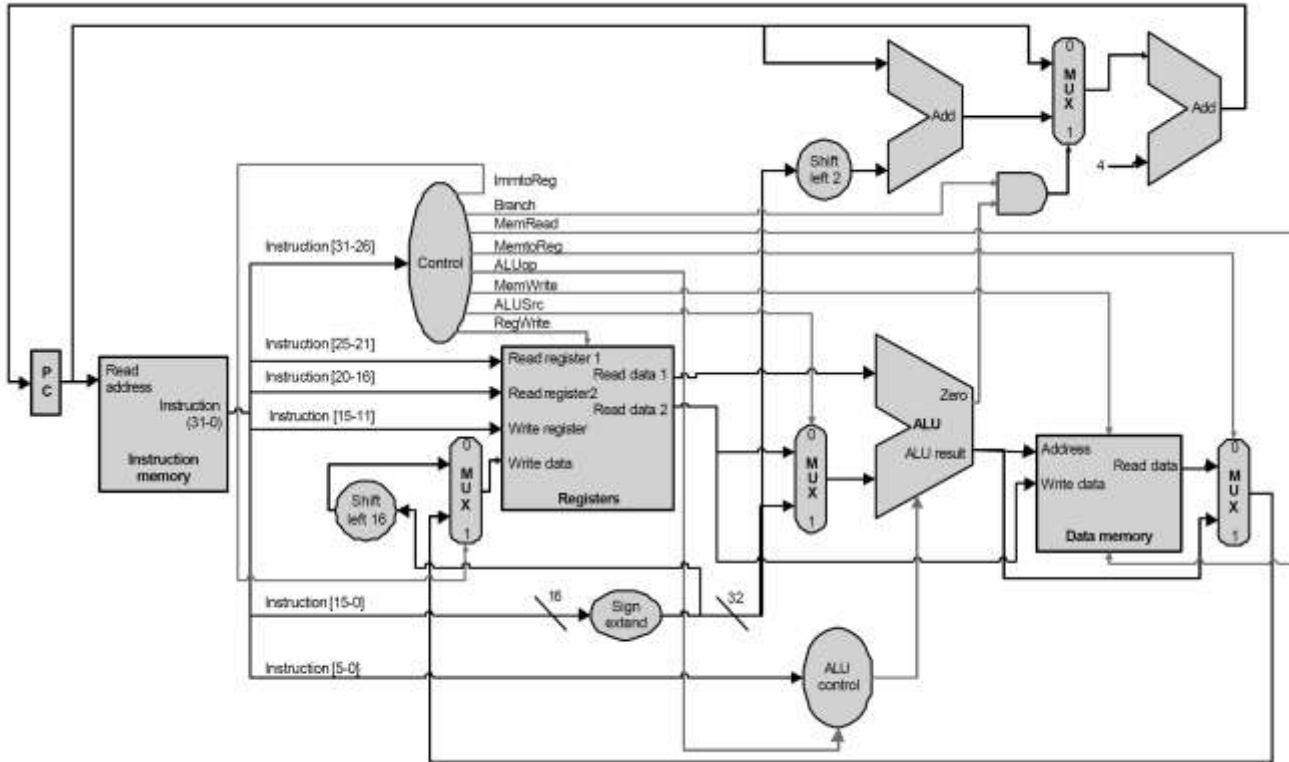 0
M
U
X
1
Add
Add
4
Shift
left 2
ImmtoReg
Branch
MemRead
MemtoReg
ALUop
MemWrite
ALUSrc
RegWrite
Control
Instruction [31-26]
Instruction [25-21]
Instruction [20-16]
Instruction [15-11]
P
C
Read
address
Instruction
(31-0)
Instruction
memory
Read register 1
Read data 1
Read register2
Read data 2
Write register
Write data
Registers
0
M
U
X
1
Shift
left 16
0
M
U
X
1
Zero
ALU
ALU result
Address
Read data
Write data
Data memory
0
M
U
X
1
Instruction [15-0]
16
Sign
extend
32
Instruction [5-0]
ALU
control